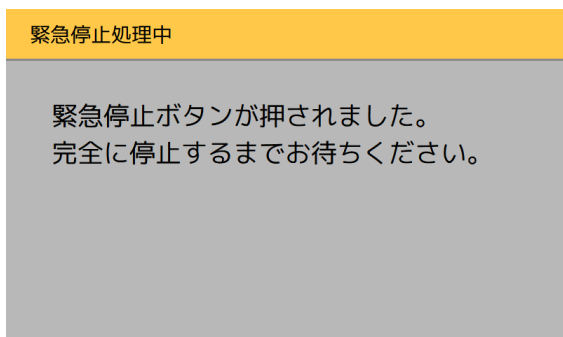 緊急停止処理中
緊急停止ボタンが押されました。
完全に停止するまでお待ちください。